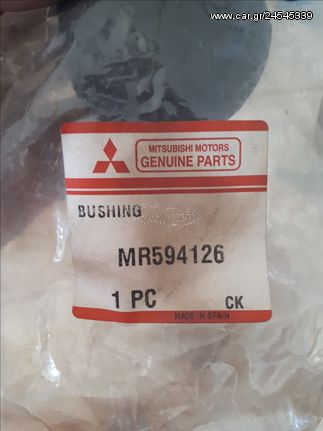 www.car.gr/24545339
MITSUBISHI MOTORS
GENUINE PARTS
BUSHING
MR594126
1 PC CK
MADE IN SPAIN